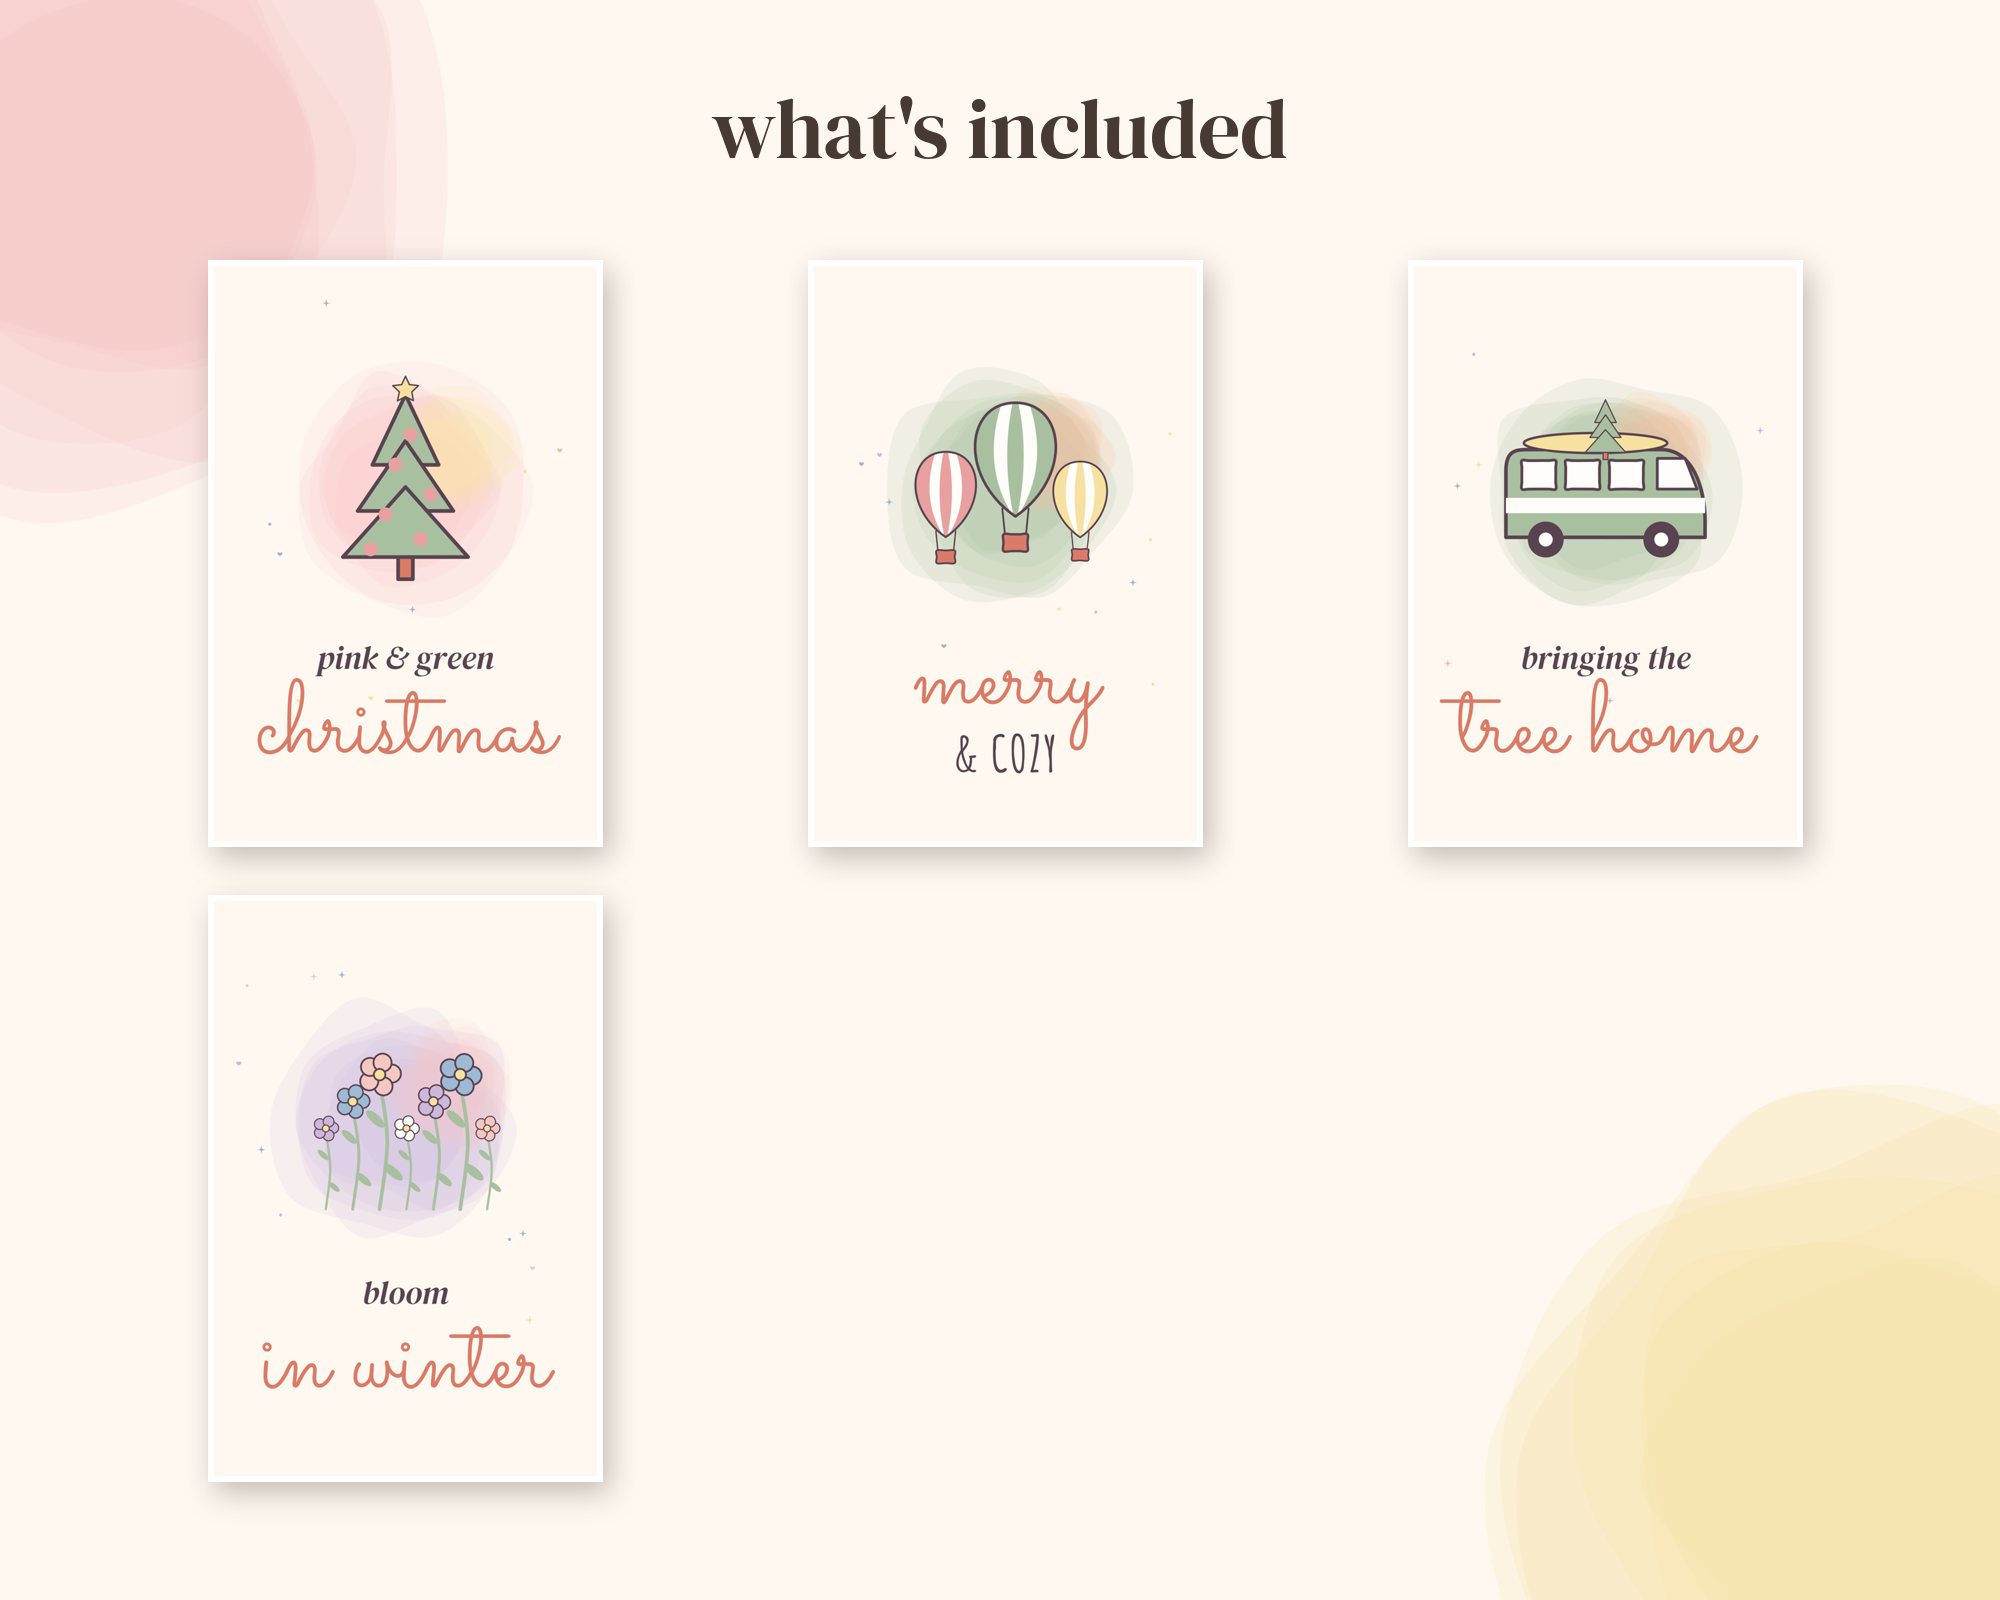 what's included
pink & green
christmas
merry
& COZY
bringing the
tree home
bloom
in winter